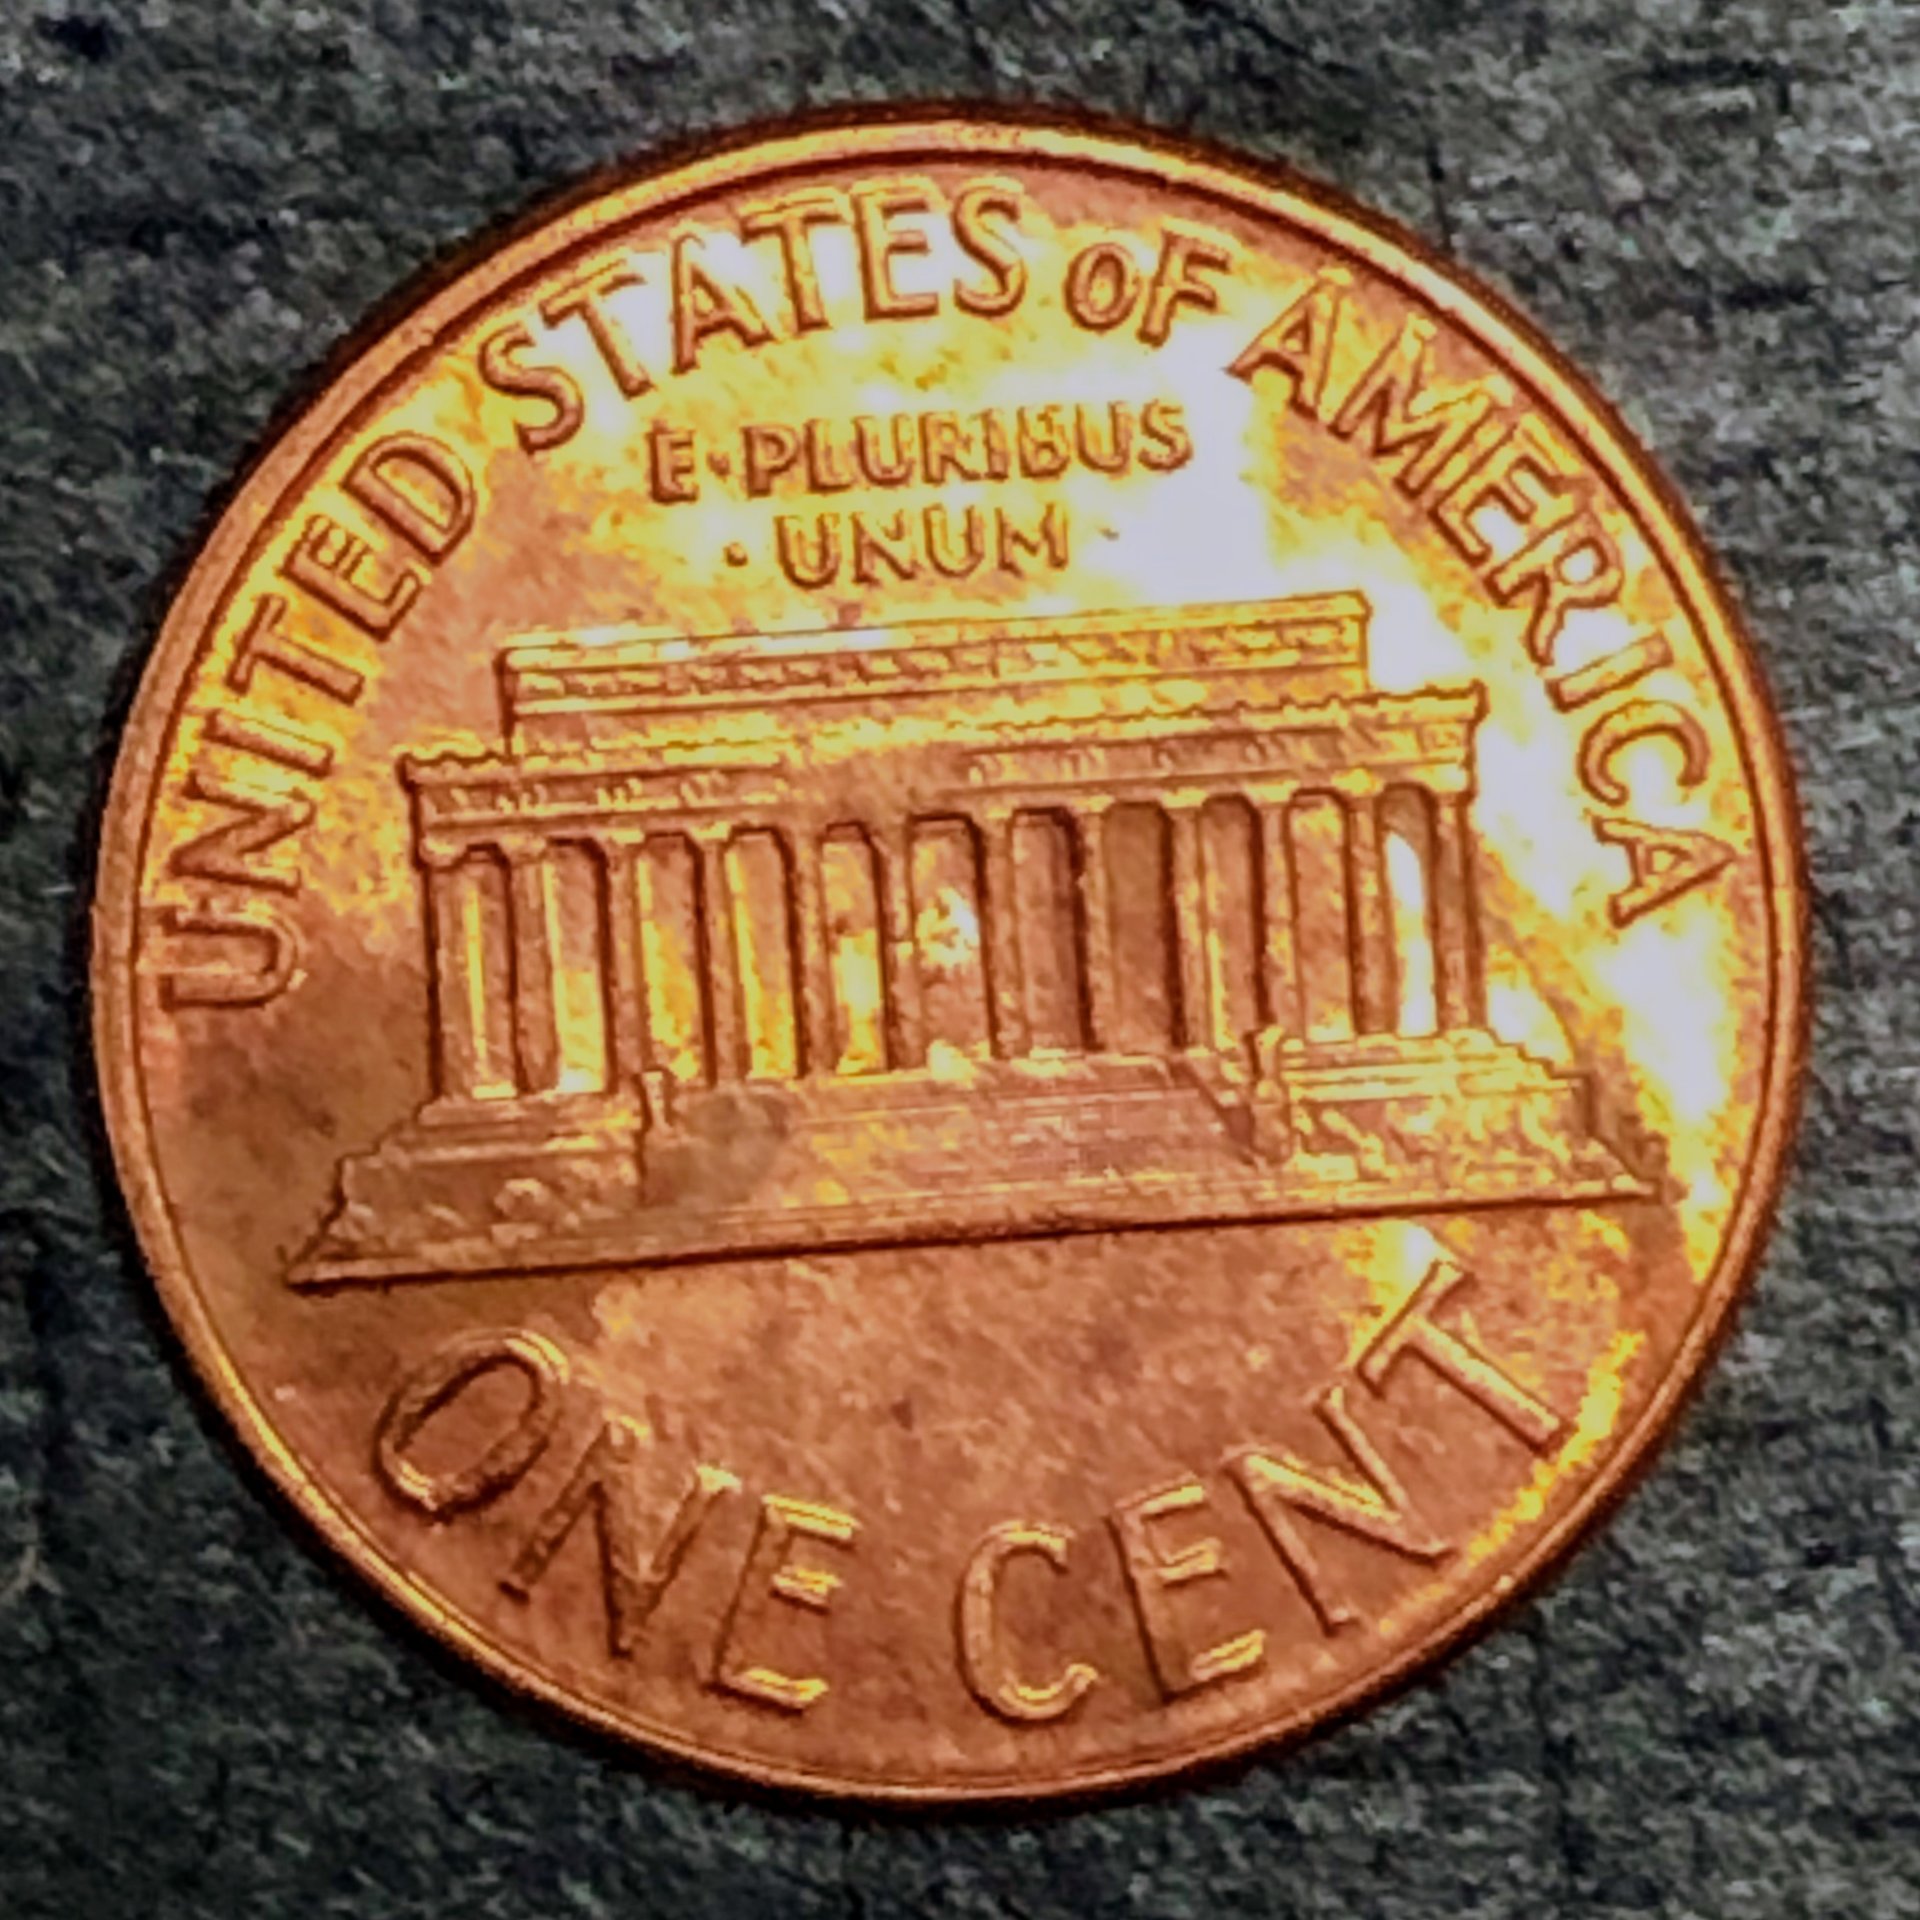 UNITED STATES OF AMERICA
E·PLURIBUS
·UNUM·
ONE CENT